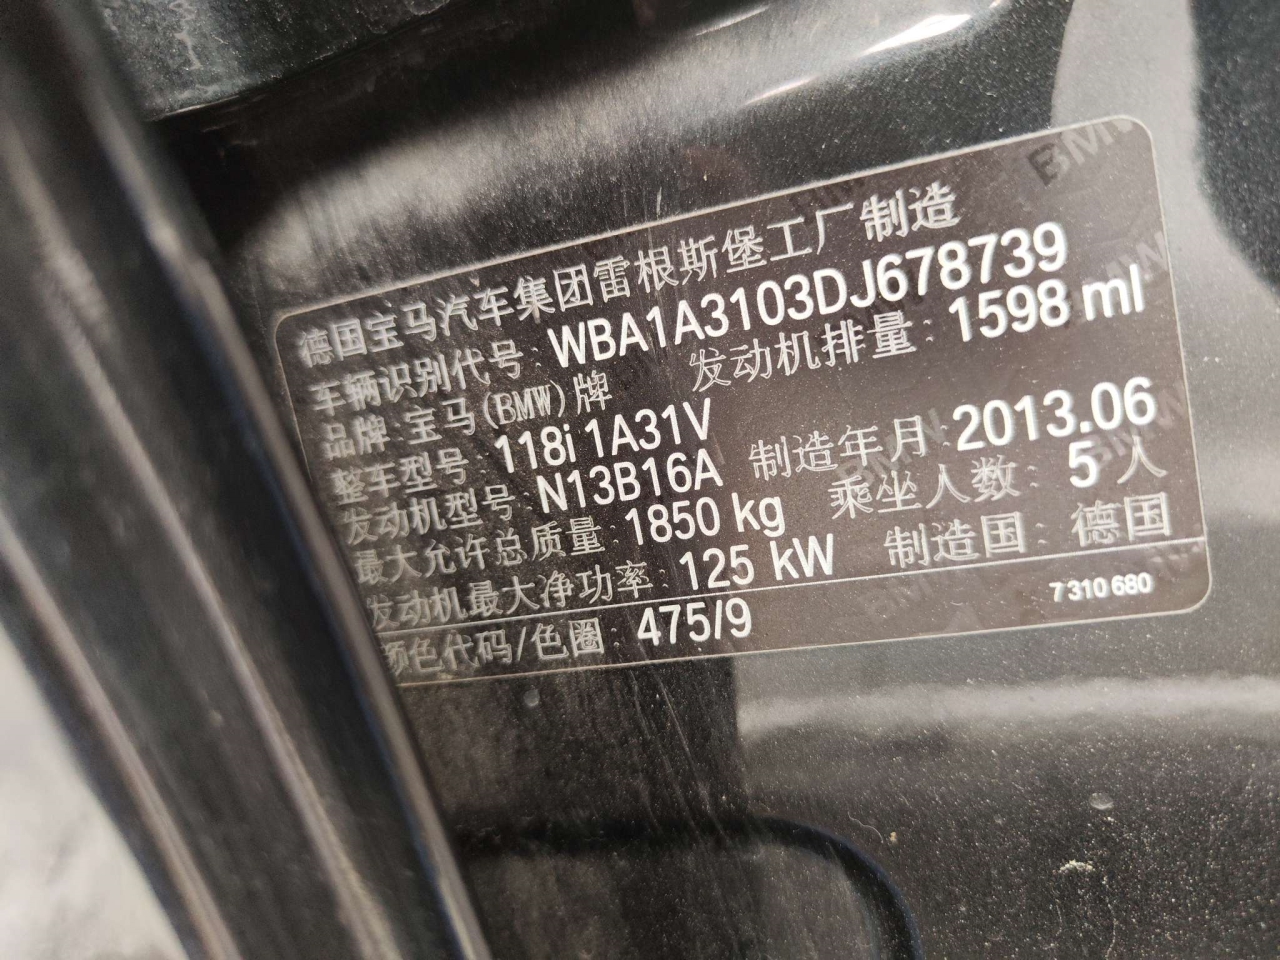 德国宝马汽车集团雷根斯堡工厂制造
车辆识别代号: WBA1A3103DJ678739
品牌: 宝马(BMW)牌 发动机排量: 1598 ml
整车型号: 118i 1A31V
发动机型号: N13B16A 制造年月: 2013.06
最大允许总质量: 1850 kg 乘坐人数: 5 人
发动机最大净功率: 125 kW 制造国: 德国
颜色代码/色圈: 475/9 7 310 680